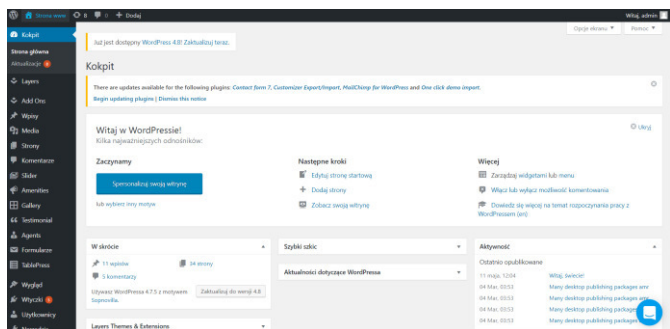 Strona www 8 0 + Dodaj Witaj, admin
Opcje ekranu Pomoc
Kokpit
Strona główna
Aktualizacje
Layers
Add Ons
Wpisy
Media
Strony
Komentarze
Slider
Amenities
Gallery
Testimonial
Agents
Formularze
TablePress
Wygląd
Wtyczki
Użytkownicy
Już jest dostępny WordPress 4.8! Zaktualizuj teraz.
Kokpit
There are updates available for the following plugins: Contact form 7, Customizer Export/Import, MailChimp for WordPress and One click demo import.
Begin updating plugins | Dismiss this notice
Witaj w WordPressie!
Kilka najważniejszych odnośników:
Ukryj
Zaczynamy
Spersonalizuj swoją witrynę
lub wybierz inny motyw
Następne kroki
Edytuj stronę startową
Dodaj strony
Zobacz swoją witrynę
Więcej
Zarządzaj widgetami lub menu
Włącz lub wyłącz możliwość komentowania
Dowiedz się więcej na temat rozpoczynania pracy z
WordPressem (en)
W skrócie
11 wpisów 34 strony
5 komentarzy
Używasz WordPressa 4.7.5 z motywem
Zaktualizuj do wersji 4.8
Layers Themes & Extensions
Szybki szkic
Aktualności dotyczące WordPressa
Aktywność
Ostatnio opublikowane
11 maja, 12:04 Witaj, świecie!
04 Mar, 03:53 Many desktop publishing packages amr
04 Mar, 03:53 Many desktop publishing packages amr
04 Mar, 03:53 Many desktop publishing packages
04 Mar, 03:53 Many desktop publishing packages